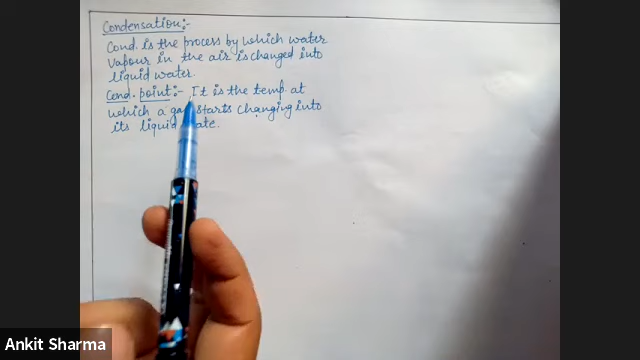 Condensation:-
Cond. is the process by which water
vapour in the air is changed into
liquid water.
Cond. point:- It is the temp at
which a gas starts changing into
its liquid state.
Ankit Sharma